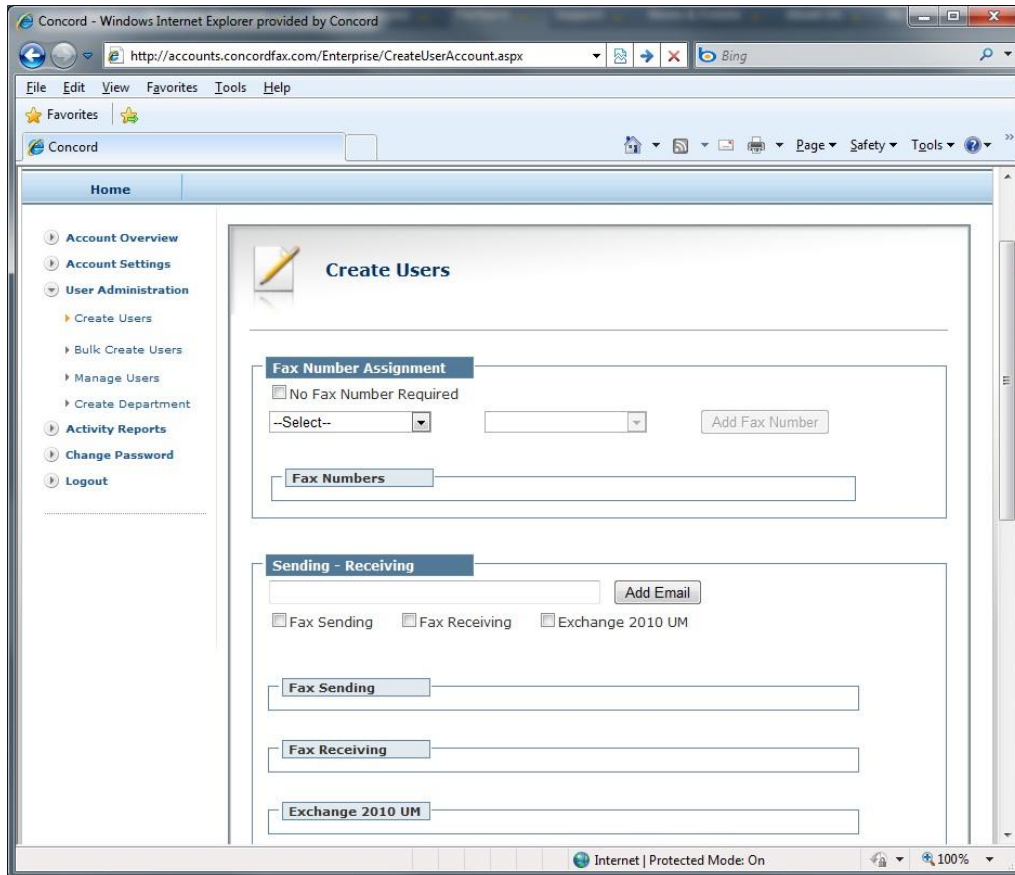 Concord - Windows Internet Explorer provided by Concord
http://accounts.concordfax.com/Enterprise/CreateUserAccount.aspx
Bing
File Edit View Favorites Tools Help
Favorites
Concord
Page Safety Tools
Home
Account Overview
Account Settings
User Administration
Create Users
Bulk Create Users
Manage Users
Create Department
Activity Reports
Change Password
Logout
Create Users
Fax Number Assignment
No Fax Number Required
--Select--
Add Fax Number
Fax Numbers
Sending - Receiving
Add Email
Fax Sending Fax Receiving Exchange 2010 UM
Fax Sending
Fax Receiving
Exchange 2010 UM
Internet | Protected Mode: On
100%